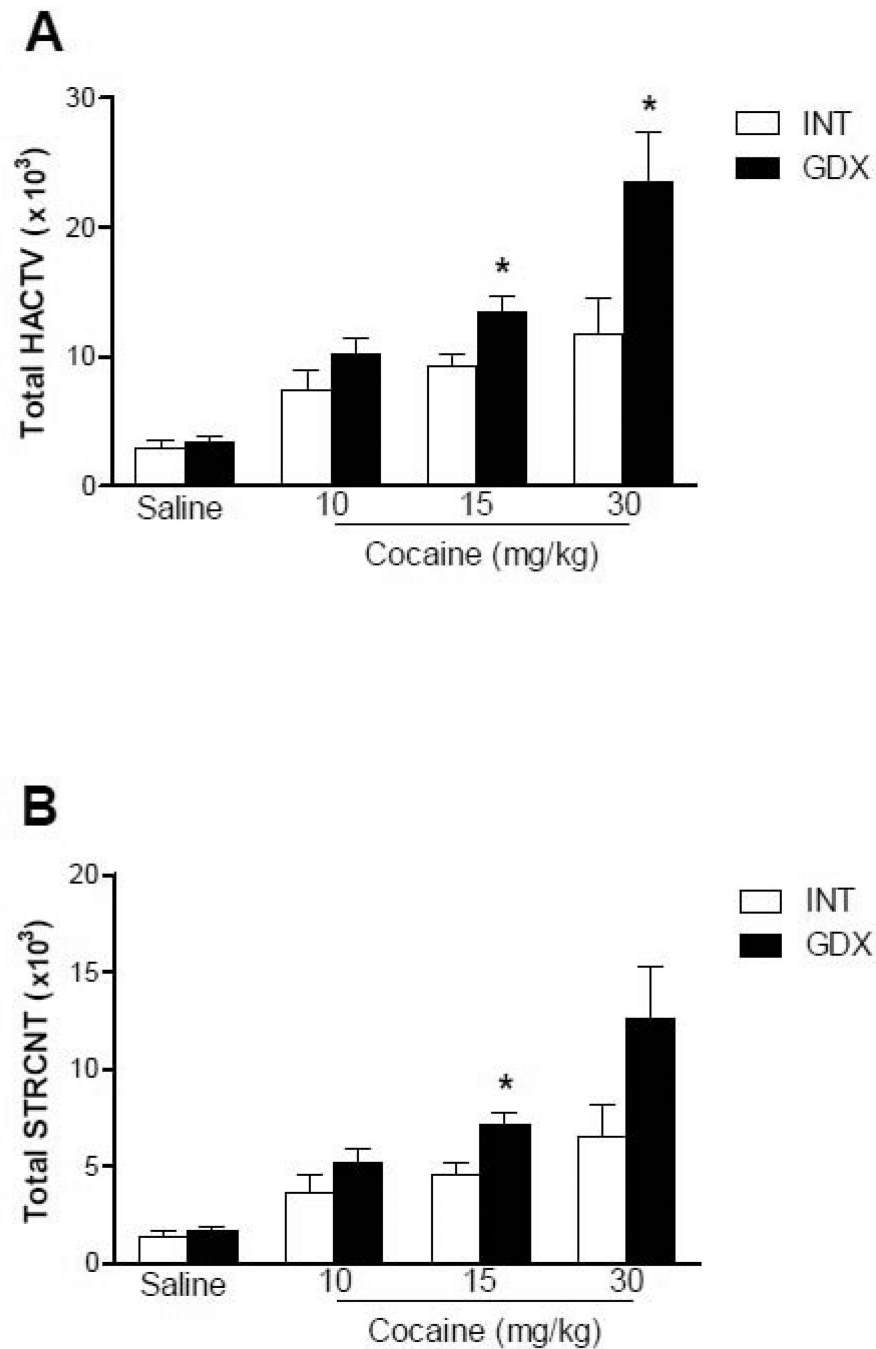 A
Total HACTV (x 10³)
30
20
10
0
* 
*
INT
GDX
Saline 10 15 30
Cocaine (mg/kg)
B
Total STRCNT (x10³)
20
15
10
5
0
*
INT
GDX
Saline 10 15 30
Cocaine (mg/kg)